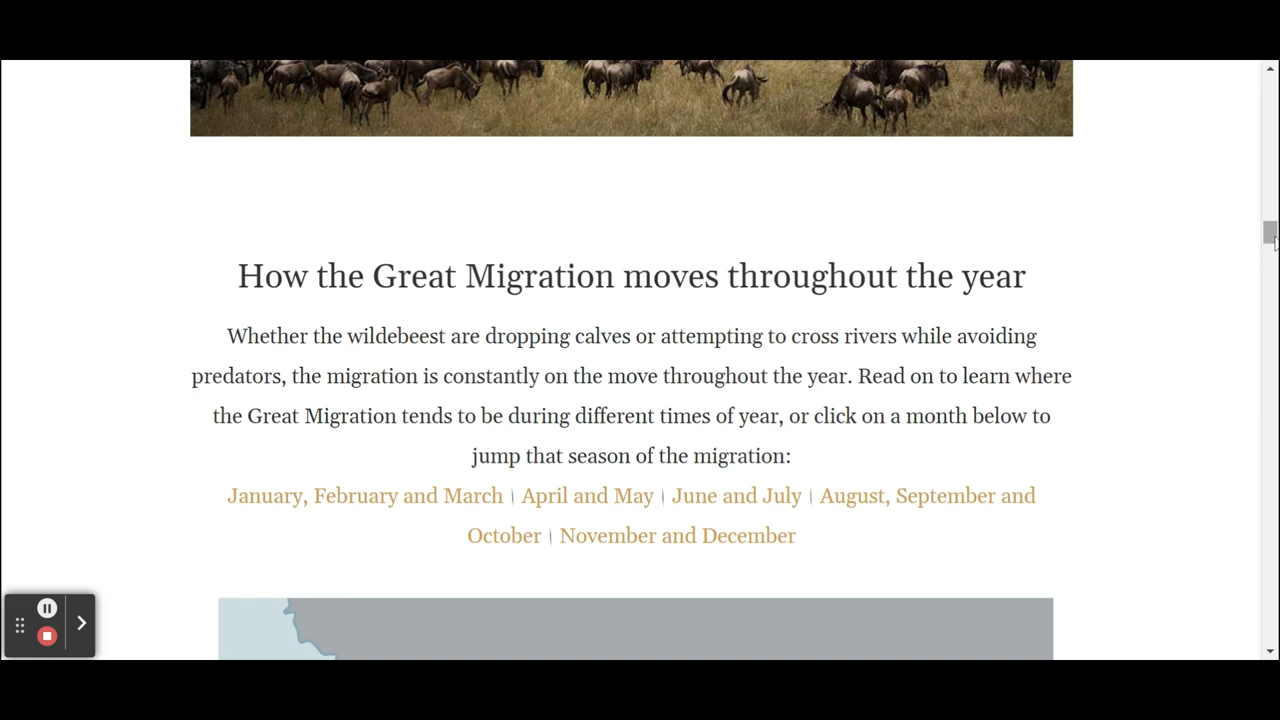 How the Great Migration moves throughout the year
Whether the wildebeest are dropping calves or attempting to cross rivers while avoiding
predators, the migration is constantly on the move throughout the year. Read on to learn where
the Great Migration tends to be during different times of year, or click on a month below to
jump that season of the migration:
January, February and March | April and May | June and July | August, September and
October | November and December